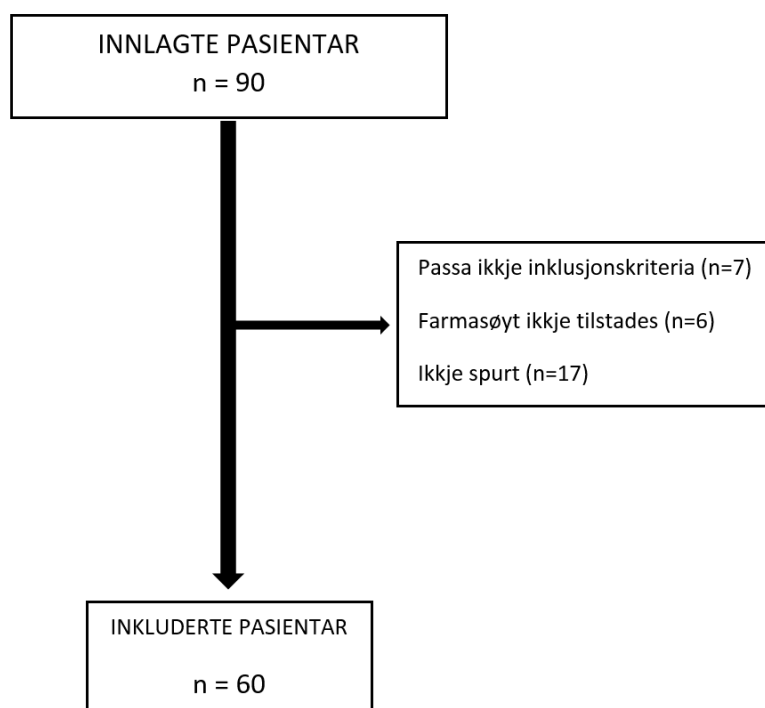 INNLAGTE PASIENTAR
n = 90
Passa ikkje inklusjonskriteria (n=7)
Farmasøyt ikkje tilstades (n=6)
Ikkje spurt (n=17)
INKLUDERTE PASIENTAR
n = 60